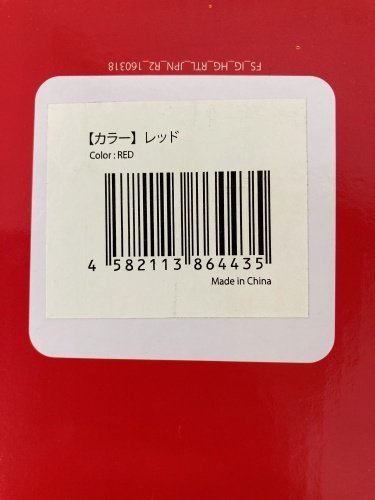 FS_IG_HG_RTL_JPN_R2_160318
【カラー】レッド
Color : RED
4 582113 864435
Made in China